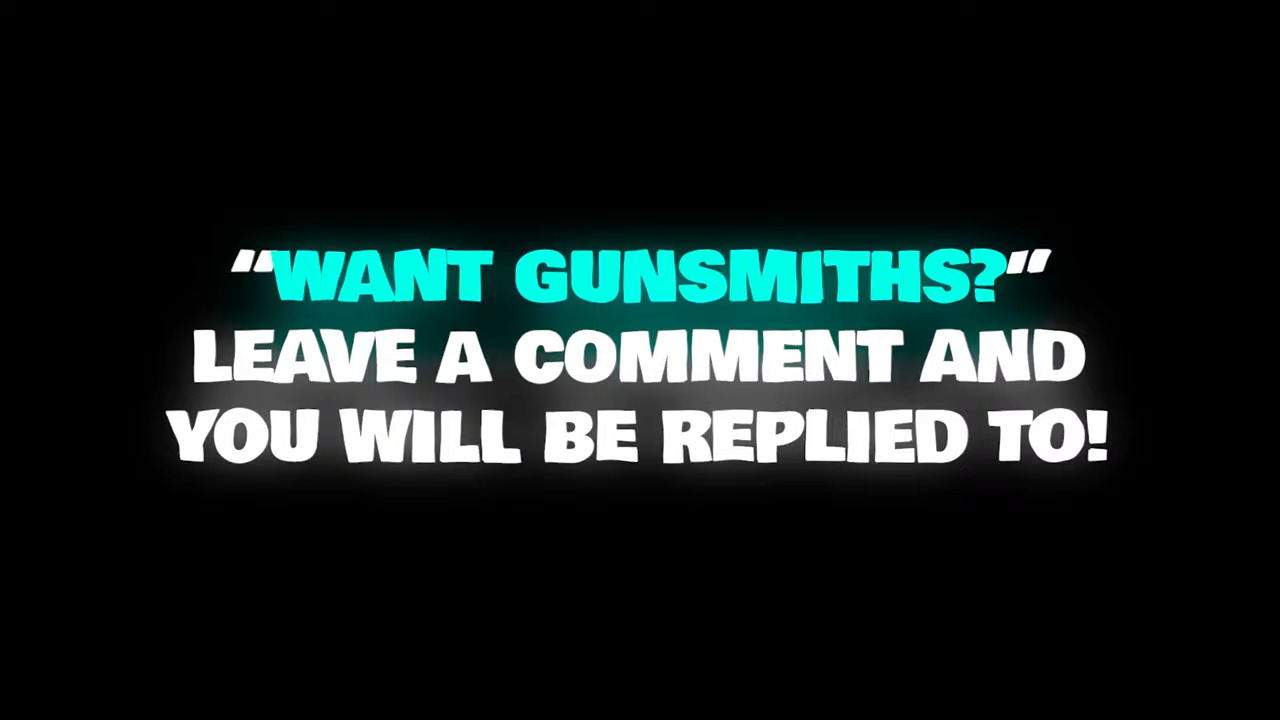 “WANT GUNSMITHS?“
LEAVE A COMMENT AND
YOU WILL BE REPLIED TO!